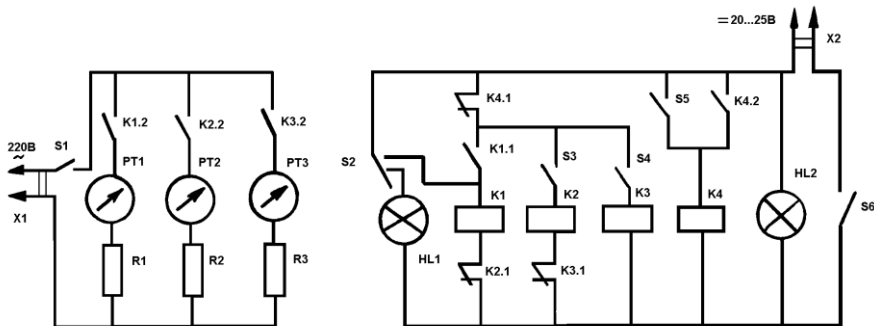 =20...25В
X2
K4.1
S5
K4.2
K1.2
K2.2
K3.2
S1
220В
~
K1.1
S3
S4
S2
PT1
PT2
PT3
K1
K2
K3
K4
HL2
X1
S6
HL1
R1
R2
R3
K2.1
K3.1